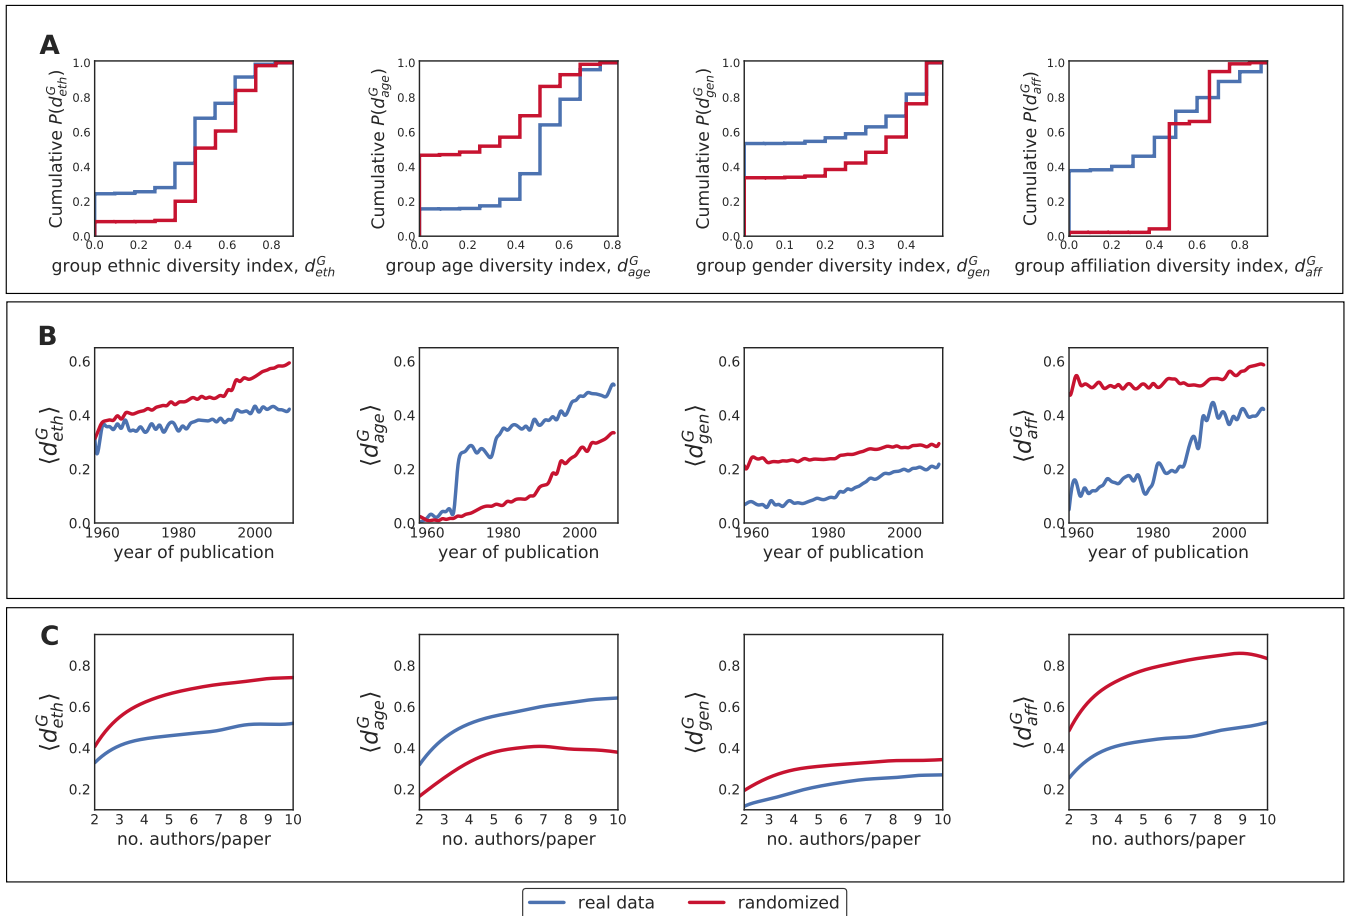 A
Cumulative P(d^G_eth)
1.0
0.8
0.6
0.4
0.2
0.0
0.0 0.2 0.4 0.6 0.8
group ethnic diversity index, d^G_eth
Cumulative P(d^G_age)
1.0
0.8
0.6
0.4
0.2
0.0
0.0 0.2 0.4 0.6 0.8
group age diversity index, d^G_age
Cumulative P(d^G_gen)
1.0
0.8
0.6
0.4
0.2
0.0
0.0 0.1 0.2 0.3 0.4
group gender diversity index, d^G_gen
Cumulative P(d^G_aff)
1.0
0.8
0.6
0.4
0.2
0.0
0.0 0.2 0.4 0.6 0.8
group affiliation diversity index, d^G_aff
B
⟨d^G_eth⟩
0.6
0.4
0.2
0.0
1960 1980 2000
year of publication
⟨d^G_age⟩
0.6
0.4
0.2
0.0
1960 1980 2000
year of publication
⟨d^G_gen⟩
0.6
0.4
0.2
0.0
1960 1980 2000
year of publication
⟨d^G_aff⟩
0.6
0.4
0.2
0.0
1960 1980 2000
year of publication
C
⟨d^G_eth⟩
0.8
0.6
0.4
0.2
2 3 4 5 6 7 8 9 10
no. authors/paper
⟨d^G_age⟩
0.8
0.6
0.4
0.2
2 3 4 5 6 7 8 9 10
no. authors/paper
⟨d^G_gen⟩
0.8
0.6
0.4
0.2
2 3 4 5 6 7 8 9 10
no. authors/paper
⟨d^G_aff⟩
0.8
0.6
0.4
0.2
2 3 4 5 6 7 8 9 10
no. authors/paper
real data randomized